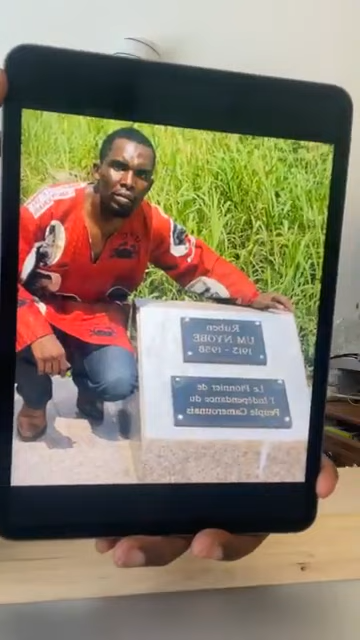 Ruben
UM NYOBE
1913 - 1958
Le Pionnier de
l'Indépendance du
Peuple Camerounais